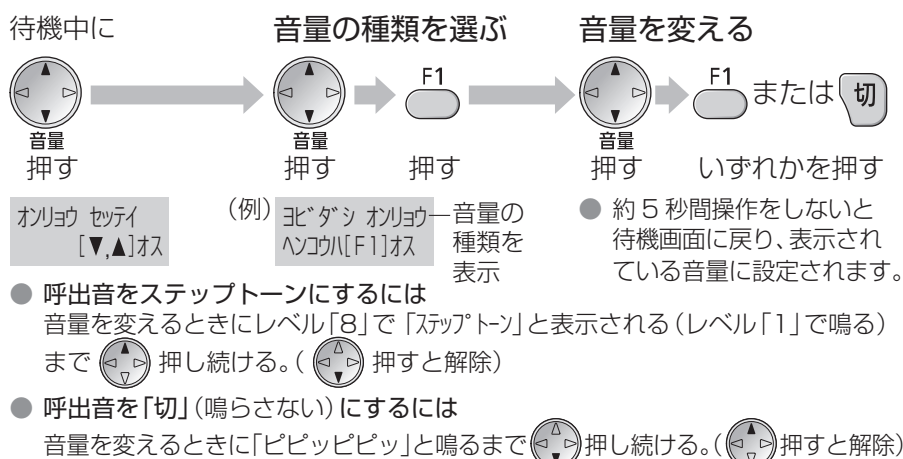 待機中に
音量の種類を選ぶ
音量を変える
F1
F1
または
切
音量
音量
音量
押す
押す
押す
押す
いずれかを押す
オンリョウ セッテイ
[▼,▲]オス
(例)
ヨビダシ オンリョウ
ヘンコウハ[F1]オス
音量の
種類を
表示
● 約5秒間操作をしないと
待機画面に戻り、表示され
ている音量に設定されます。
● 呼出音をステップトーンにするには
音量を変えるときにレベル「8」で「ステップトーン」と表示される(レベル「1」で鳴る)
まで 押し続ける。( 押すと解除)
● 呼出音を「切」(鳴らさない)にするには
音量を変えるときに「ピピッピピッ」と鳴るまで 押し続ける。( 押すと解除)